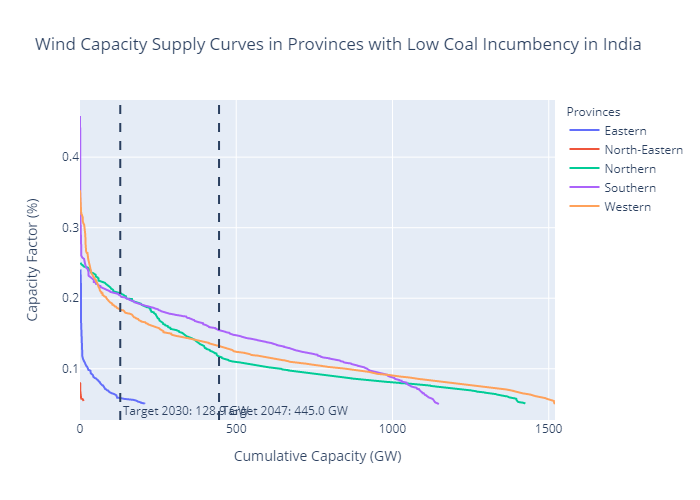 Wind Capacity Supply Curves in Provinces with Low Coal Incumbency in India
Provinces
Eastern
North-Eastern
Northern
Southern
Western
Capacity Factor (%)
0.4
0.3
0.2
0.1
Target 2030: 128.9 GW
Target 2047: 445.0 GW
0
500
1000
1500
Cumulative Capacity (GW)